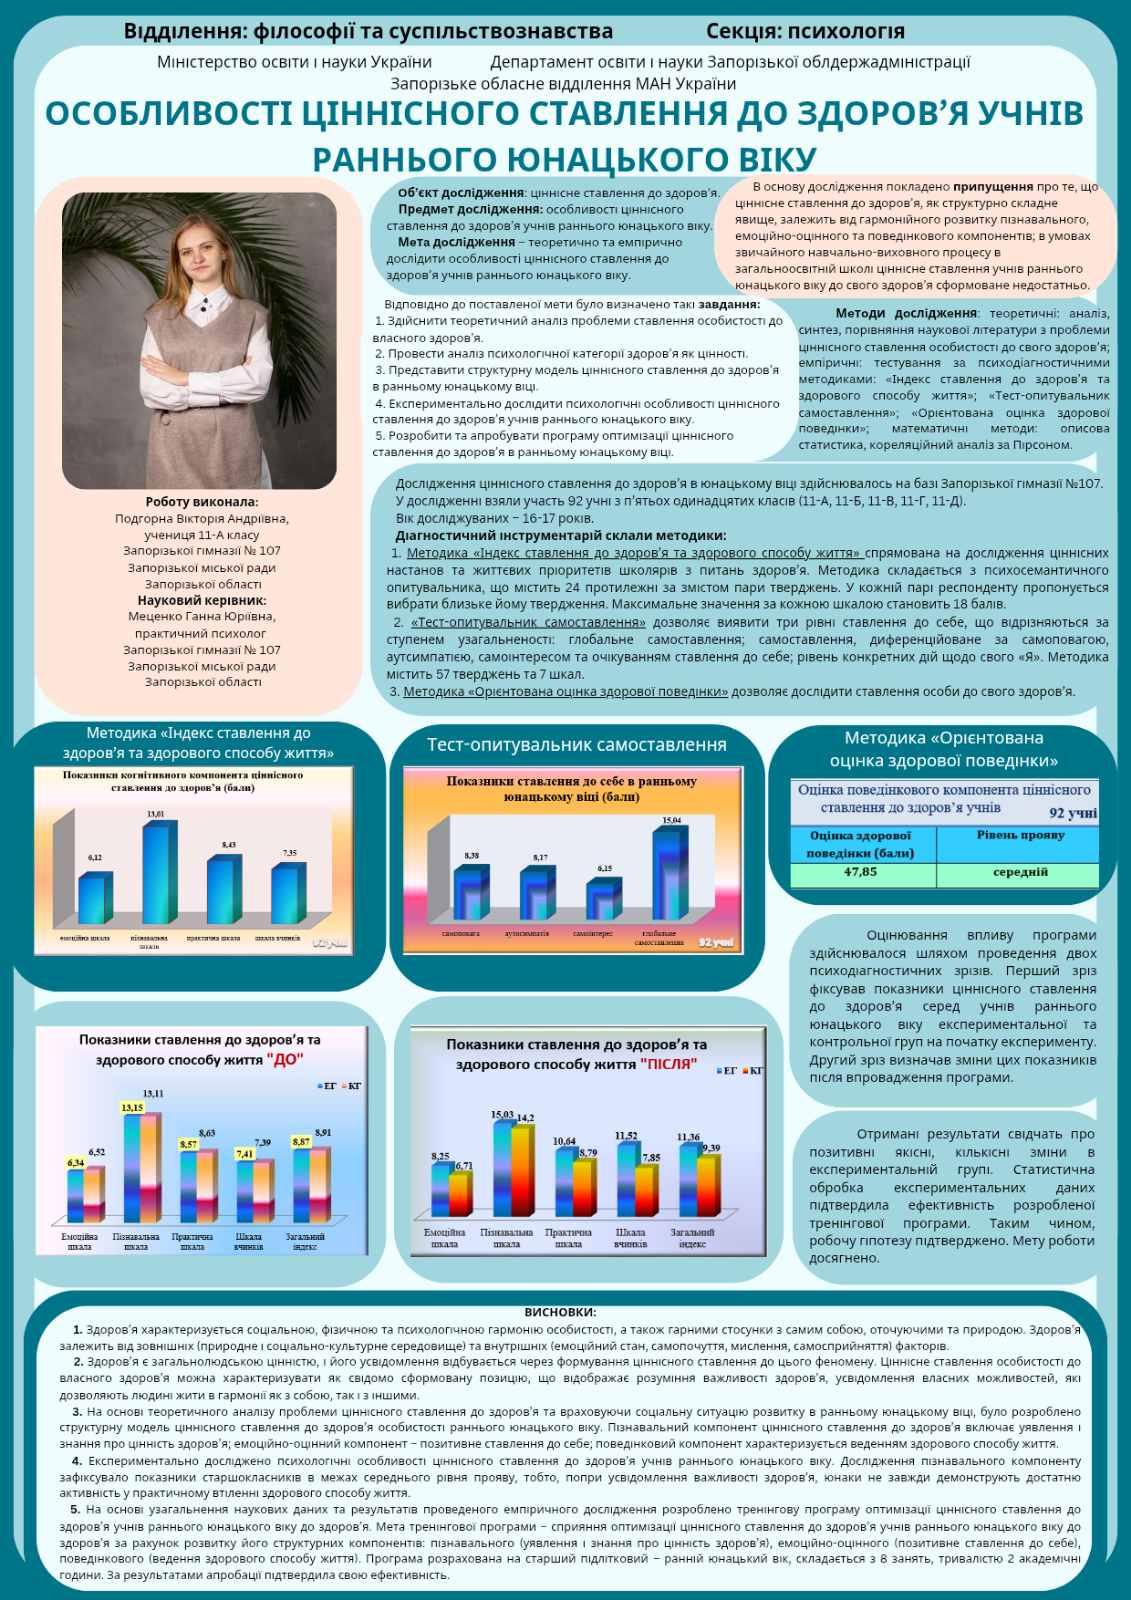 Відділення: філософії та суспільствознавства Секція: психологія
Міністерство освіти і науки України Департамент освіти і науки Запорізької облдержадміністрації
Запорізьке обласне відділення МАН України
ОСОБЛИВОСТІ ЦІННІСНОГО СТАВЛЕННЯ ДО ЗДОРОВ’Я УЧНІВ
РАННЬОГО ЮНАЦЬКОГО ВІКУ
Роботу виконала:
Подгорна Вікторія Андріївна,
учениця 11-А класу
Запорізької гімназії № 107
Запорізької міської ради
Запорізької області
Науковий керівник:
Меценко Ганна Юріївна,
практичний психолог
Запорізької гімназії № 107
Запорізької міської ради
Запорізької області
Об’єкт дослідження: ціннісне ставлення до здоров’я.
Предмет дослідження: особливості ціннісного
ставлення до здоров’я учнів раннього юнацького віку.
Мета дослідження – теоретично та емпірично
дослідити особливості ціннісного ставлення до
здоров’я учнів раннього юнацького віку.
В основу дослідження покладено припущення про те, що
ціннісне ставлення до здоров’я, як структурно складне
явище, залежить від гармонійного розвитку пізнавального,
емоційно-оцінного та поведінкового компонентів; в умовах
звичайного навчально-виховного процесу в
загальноосвітній школі ціннісне ставлення учнів раннього
юнацького віку до свого здоров’я сформоване недостатньо.
Відповідно до поставленої мети було визначено такі завдання:
1. Здійснити теоретичний аналіз проблеми ставлення особистості до
власного здоров’я.
2. Провести аналіз психологічної категорії здоров’я як цінності.
3. Представити структурну модель ціннісного ставлення до здоров’я
в ранньому юнацькому віці.
4. Експериментально дослідити психологічні особливості ціннісного
ставлення до здоров’я учнів раннього юнацького віку.
5. Розробити та апробувати програму оптимізації ціннісного
ставлення до здоров’я в ранньому юнацькому віці.
Методи дослідження: теоретичні: аналіз,
синтез, порівняння наукової літератури з проблеми
ціннісного ставлення особистості до свого здоров’я;
емпіричні: тестування за психодіагностичними
методиками: «Індекс ставлення до здоров’я та
здорового способу життя»; «Тест-опитувальник
самоставлення»; «Орієнтована оцінка здорової
поведінки»; математичні методи: описова
статистика, кореляційний аналіз за Пірсоном.
Дослідження ціннісного ставлення до здоров’я в юнацькому віці здійснювалось на базі Запорізької гімназії №107.
У дослідженні взяли участь 92 учні з п’ятьох одинадцятих класів (11-А, 11-Б, 11-В, 11-Г, 11-Д).
Вік досліджуваних – 16-17 років.
Діагностичний інструментарій склали методики:
1. Методика «Індекс ставлення до здоров’я та здорового способу життя» спрямована на дослідження ціннісних
настанов та життєвих пріоритетів школярів з питань здоров’я. Методика складається з психосемантичного
опитувальника, що містить 24 протилежні за змістом пари тверджень. У кожній парі респонденту пропонується
вибрати близьке йому твердження. Максимальне значення за кожною шкалою становить 18 балів.
2. «Тест-опитувальник самоставлення» дозволяє виявити три рівні ставлення до себе, що відрізняються за
ступенем узагальненості: глобальне самоставлення; самоставлення, диференційоване за самоповагою,
аутсимпатією, самоінтересом та очікуванням ставлення до себе; рівень конкретних дій щодо свого «Я». Методика
містить 57 тверджень та 7 шкал.
3. Методика «Орієнтована оцінка здорової поведінки» дозволяє дослідити ставлення особи до свого здоров’я.
Методика «Індекс ставлення до
здоров’я та здорового способу життя»
Показники когнітивного компонента ціннісного
ставлення до здоров’я (бали)
6,12
13,01
8,43
7,35
емоційна шкала пізнавальна шкала практична шкала шкала вчинків
92 учні
Тест-опитувальник самоставлення
Показники ставлення до себе в ранньому
юнацькому віці (бали)
8,38
8,17
6,15
15,04
самоповага аутосимпатія самоінтерес глобальне самоставлення
92 учні
Методика «Орієнтована
оцінка здорової поведінки»
Оцінка поведінкового компонента ціннісного
ставлення до здоров’я учнів 92 учні
Оцінка здорової поведінки (бали) Рівень прояву
47,85 середній
Показники ставлення до здоров’я та
здорового способу життя "ДО"
ЕГ КГ
6,34 6,52
13,15 13,11
8,57 8,63
7,41 7,39
8,87 8,91
Емоційна шкала Пізнавальна шкала Практична шкала Шкала вчинків Загальний індекс
Показники ставлення до здоров’я та
здорового способу життя "ПІСЛЯ"
ЕГ КГ
8,25 6,71
15,03 14,2
10,64 8,79
11,52 7,85
11,36 9,39
Емоційна шкала Пізнавальна шкала Практична шкала Шкала вчинків Загальний індекс
Оцінювання впливу програми
здійснювалося шляхом проведення двох
психодіагностичних зрізів. Перший зріз
фіксував показники ціннісного ставлення
до здоров’я серед учнів раннього
юнацького віку експериментальної та
контрольної груп на початку експерименту.
Другий зріз визначав зміни цих показників
після впровадження програми.
Отримані результати свідчать про
позитивні якісні, кількісні зміни в
експериментальній групі. Статистична
обробка експериментальних даних
підтвердила ефективність розробленої
тренінгової програми. Таким чином,
робочу гіпотезу підтверджено. Мету роботи
досягнено.
ВИСНОВКИ:
1. Здоров’я характеризується соціальною, фізичною та психологічною гармонію особистості, а також гарними стосунки з самим собою, оточуючими та природою. Здоров’я
залежить від зовнішніх (природне і соціально-культурне середовище) та внутрішніх (емоційний стан, самопочуття, мислення, самосприйняття) факторів.
2. Здоров’я є загальнолюдською цінністю, і його усвідомлення відбувається через формування ціннісного ставлення до цього феномену. Ціннісне ставлення особистості до
власного здоров’я можна характеризувати як свідомо сформовану позицію, що відображає розуміння важливості здоров’я, усвідомлення власних можливостей, які
дозволяють людині жити в гармонії як з собою, так і з іншими.
3. На основі теоретичного аналізу проблеми ціннісного ставлення до здоров’я та враховуючи соціальну ситуацію розвитку в ранньому юнацькому віці, було розроблено
структурну модель ціннісного ставлення до здоров’я особистості раннього юнацького віку. Пізнавальний компонент ціннісного ставлення до здоров’я включає уявлення і
знання про цінність здоров’я; емоційно-оцінний компонент – позитивне ставлення до себе; поведінковий компонент характеризується веденням здорового способу життя.
4. Експериментально досліджено психологічні особливості ціннісного ставлення до здоров’я учнів раннього юнацького віку. Дослідження пізнавального компоненту
зафіксувало показники старшокласників в межах середнього рівня прояву, тобто, попри усвідомлення важливості здоров’я, юнаки не завжди демонструють достатню
активність у практичному втіленні здорового способу життя.
5. На основі узагальнення наукових даних та результатів проведеного емпіричного дослідження розроблено тренінгову програму оптимізації ціннісного ставлення до
здоров’я учнів раннього юнацького віку до здоров’я. Мета тренінгової програми – сприяння оптимізації ціннісного ставлення до здоров’я учнів раннього юнацького віку до
здоров’я за рахунок розвитку його структурних компонентів: пізнавального (уявлення і знання про цінність здоров’я), емоційно-оцінного (позитивне ставлення до себе),
поведінкового (ведення здорового способу життя). Програма розрахована на старший підлітковий – ранній юнацький вік, складається з 8 занять, тривалістю 2 академічні
години. За результатами апробації підтвердила свою ефективність.